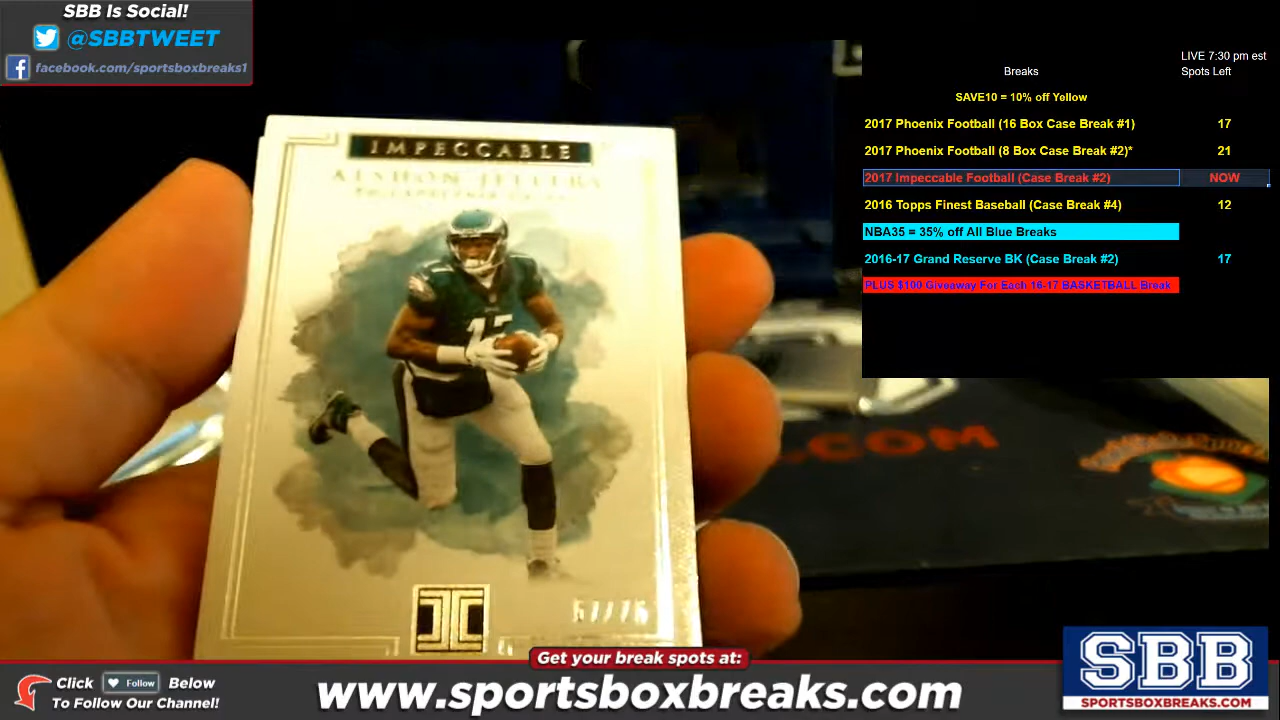 SBB Is Social!
@SBBTWEET
facebook.com/sportsboxbreaks1
LIVE 7:30 pm est
Breaks
Spots Left
SAVE10 = 10% off Yellow
2017 Phoenix Football (16 Box Case Break #1)
17
2017 Phoenix Football (8 Box Case Break #2)*
21
2017 Impeccable Football (Case Break #2)
NOW
2016 Topps Finest Baseball (Case Break #4)
12
NBA35 = 35% off All Blue Breaks
2016-17 Grand Reserve BK (Case Break #2)
17
PLUS $100 Giveaway For Each 16-17 BASKETBALL Break
IMPECCABLE
ALSHON JEFFERY
17
.COM
Get your break spots at:
Click Follow Below
To Follow Our Channel!
www.sportsboxbreaks.com
SBB
SPORTSBOXBREAKS.COM